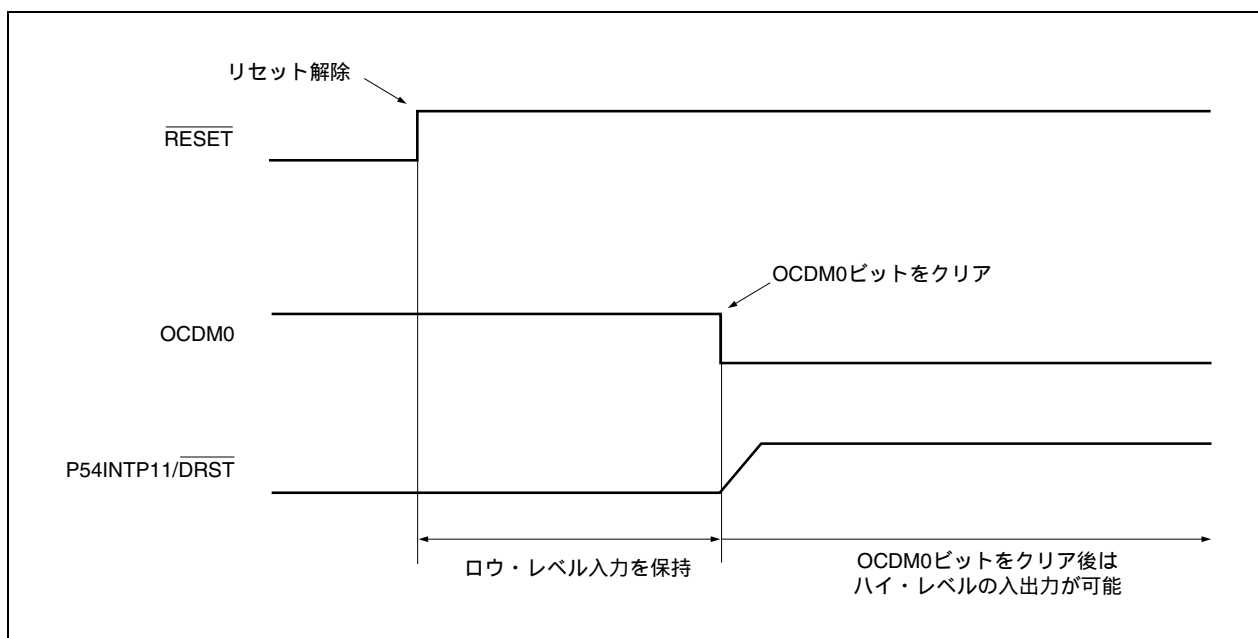 リセット解除
RESET
OCDM0ビットをクリア
OCDM0
P54INTP11/DRST
ロウ・レベル入力を保持
OCDM0ビットをクリア後は
ハイ・レベルの入出力が可能